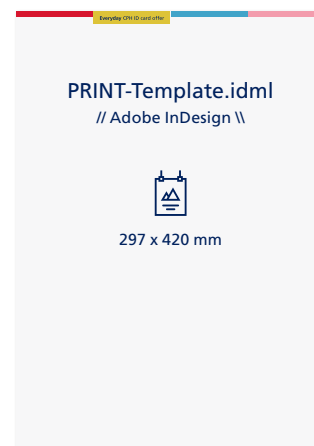 Everyday CPH ID card offer
PRINT-Template.idml
// Adobe InDesign \\
297 x 420 mm